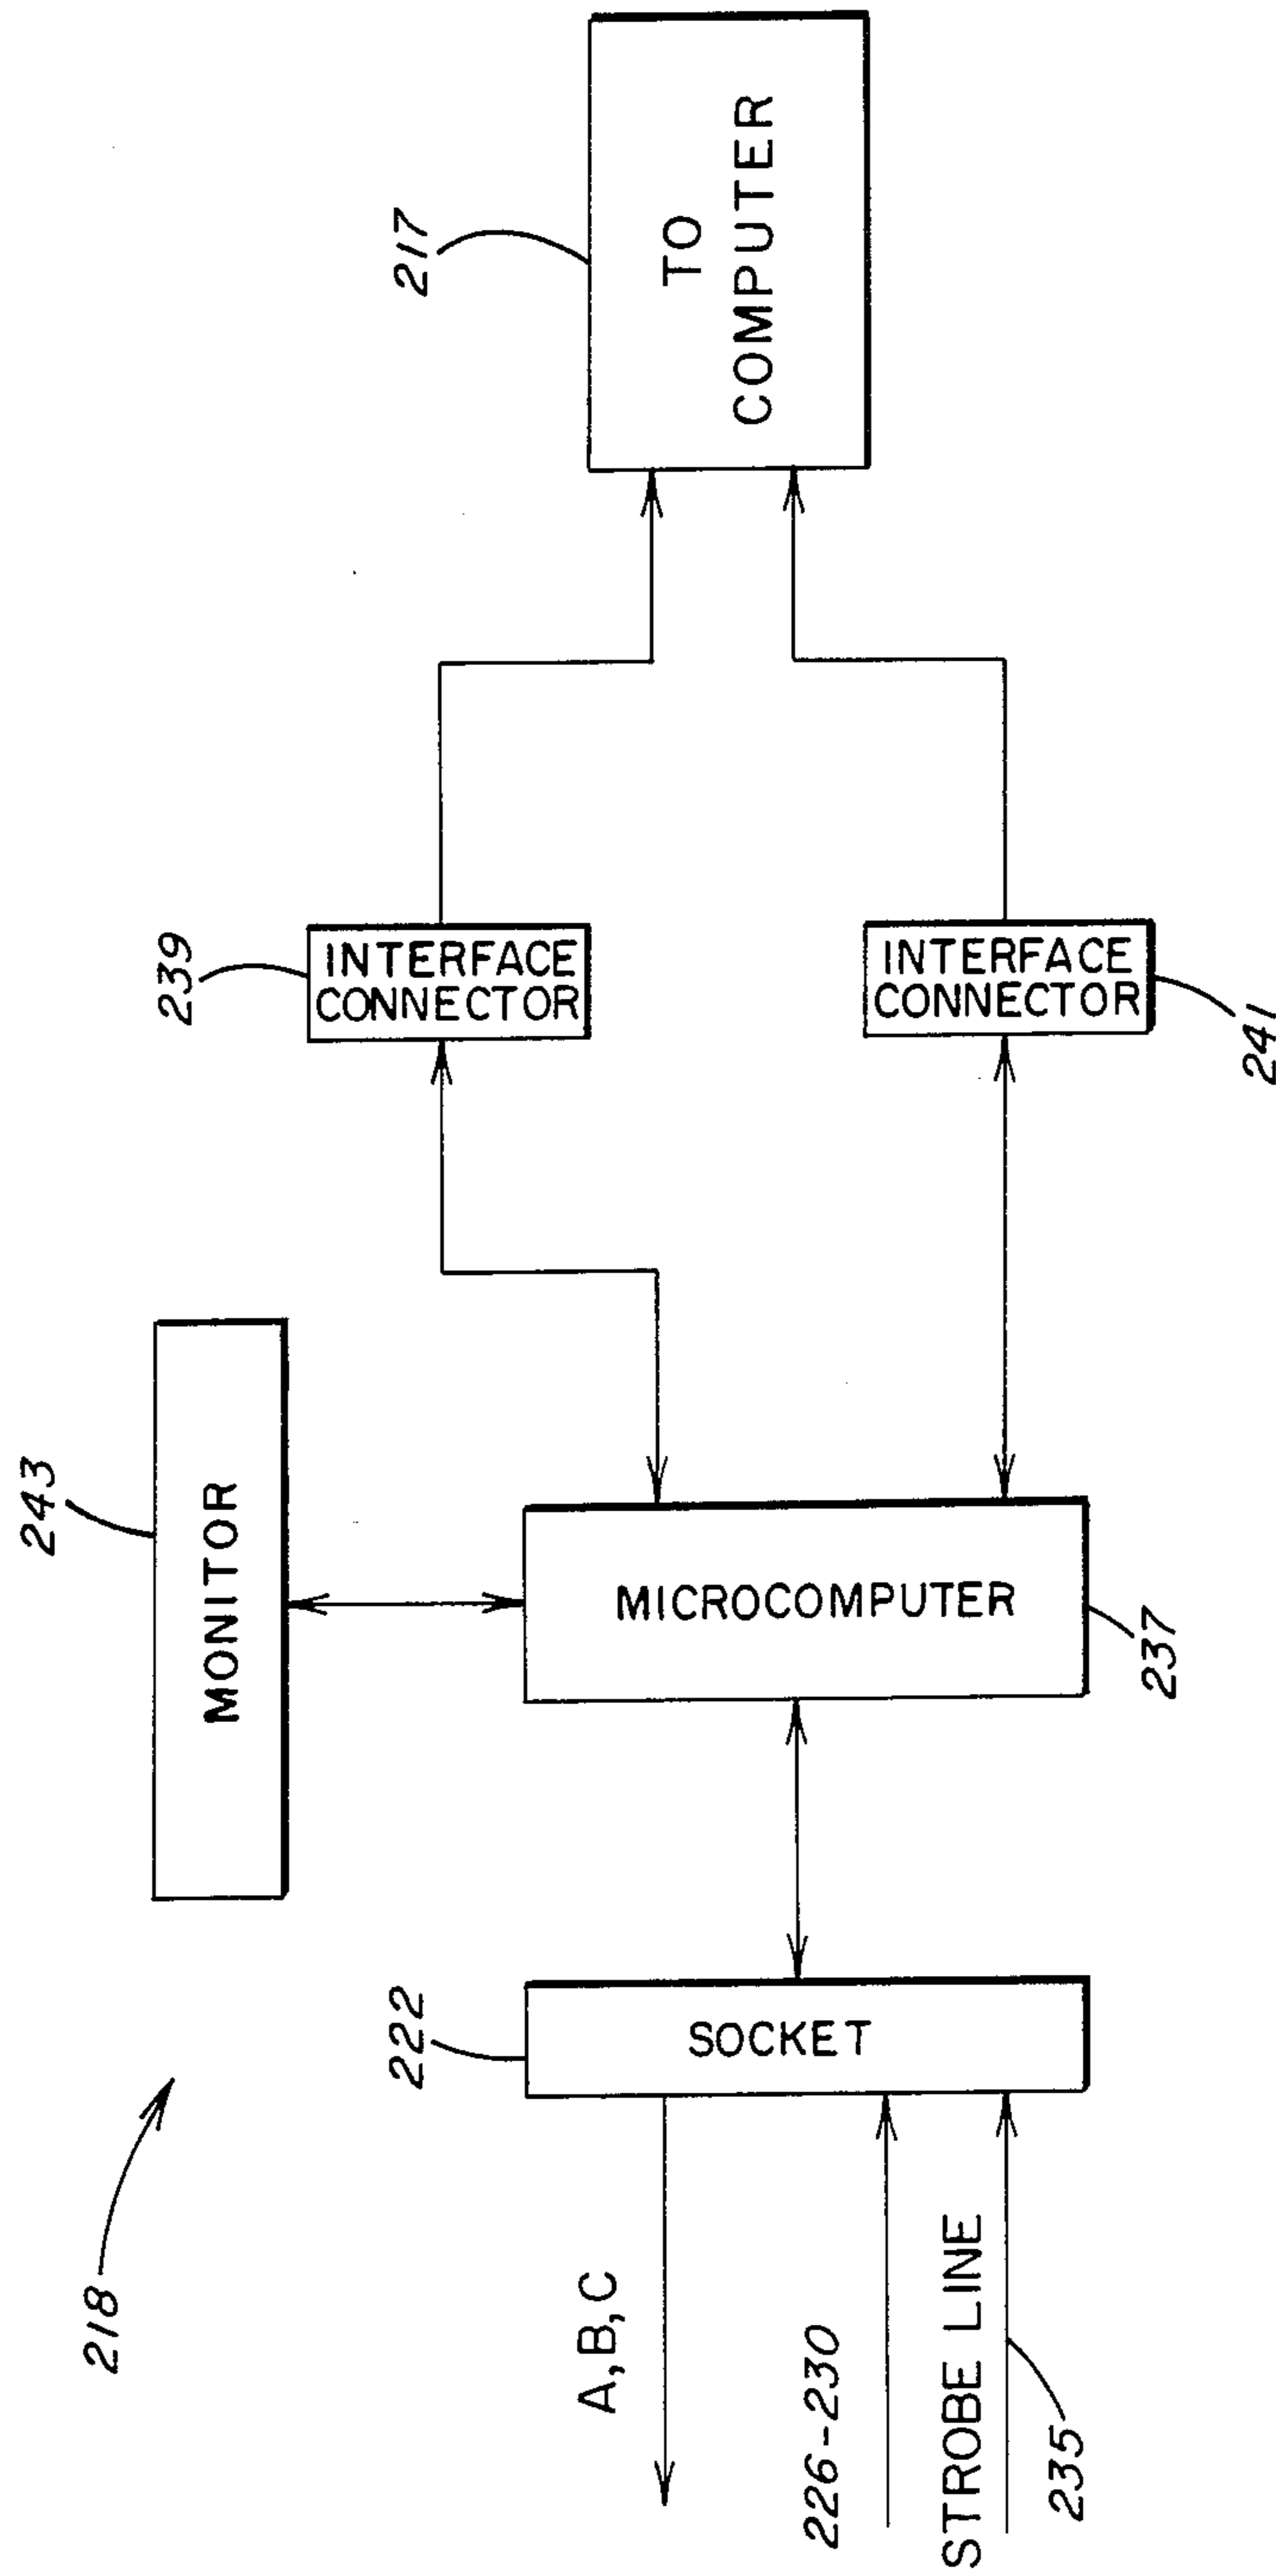 218
A, B, C
226-230
STROBE LINE
235
222
SOCKET
243
MONITOR
MICROCOMPUTER
237
239
INTERFACE
CONNECTOR
INTERFACE
CONNECTOR
241
217
TO
COMPUTER